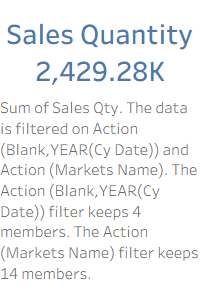 Sales Quantity
2,429.28K
Sum of Sales Qty. The data
is filtered on Action
(Blank,YEAR(Cy Date)) and
Action (Markets Name). The
Action (Blank,YEAR(Cy
Date)) filter keeps 4
members. The Action
(Markets Name) filter keeps
14 members.